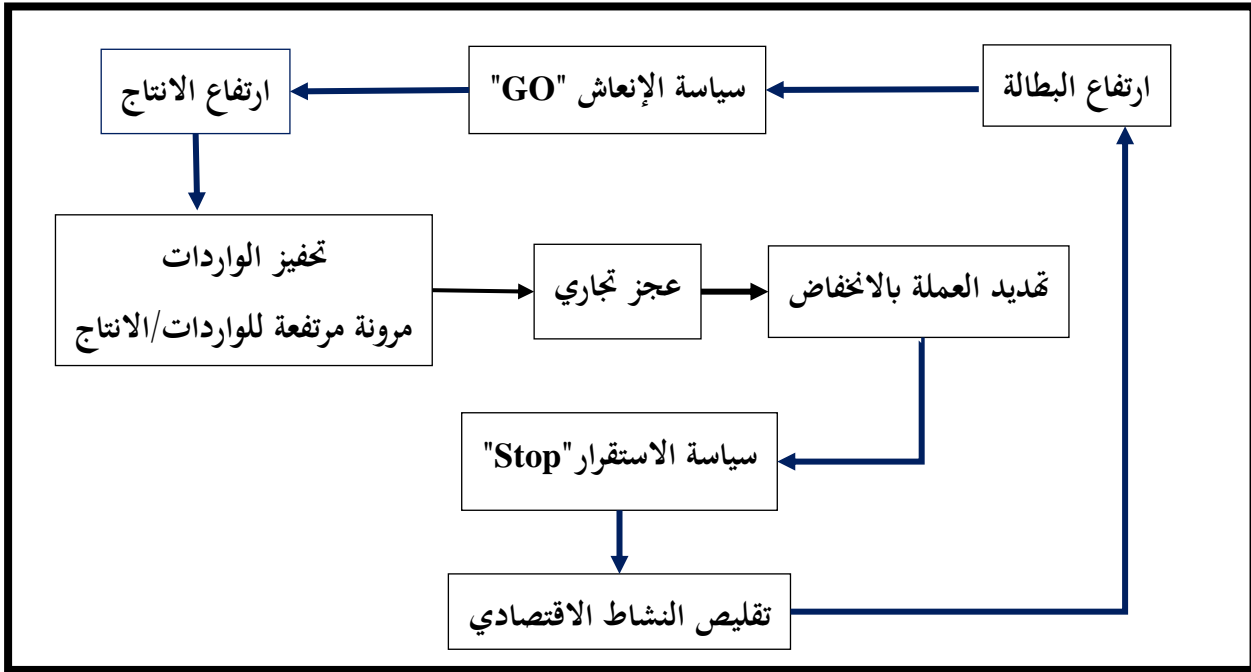 ارتفاع البطالة
سياسة الإنعاش "GO"
ارتفاع الانتاج
تحفيز الواردات
مرونة مرتفعة للواردات/الانتاج
عجز تجاري
تهديد العملة بالانخفاض
سياسة الاستقرار"Stop"
تقليص النشاط الاقتصادي